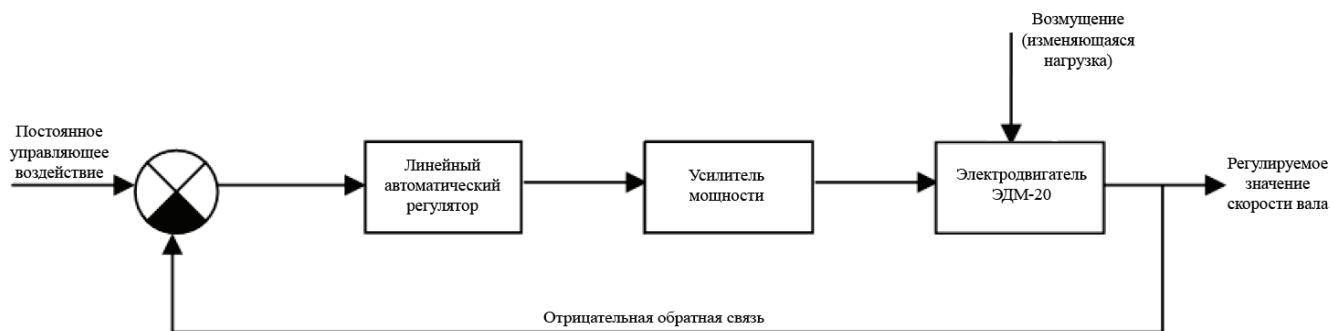 Возмущение
(изменяющаяся
нагрузка)
Постоянное
управляющее
воздействие
Линейный
автоматический
регулятор
Усилитель
мощности
Электродвигатель
ЭДМ-20
Регулируемое
значение
скорости вала
Отрицательная обратная связь